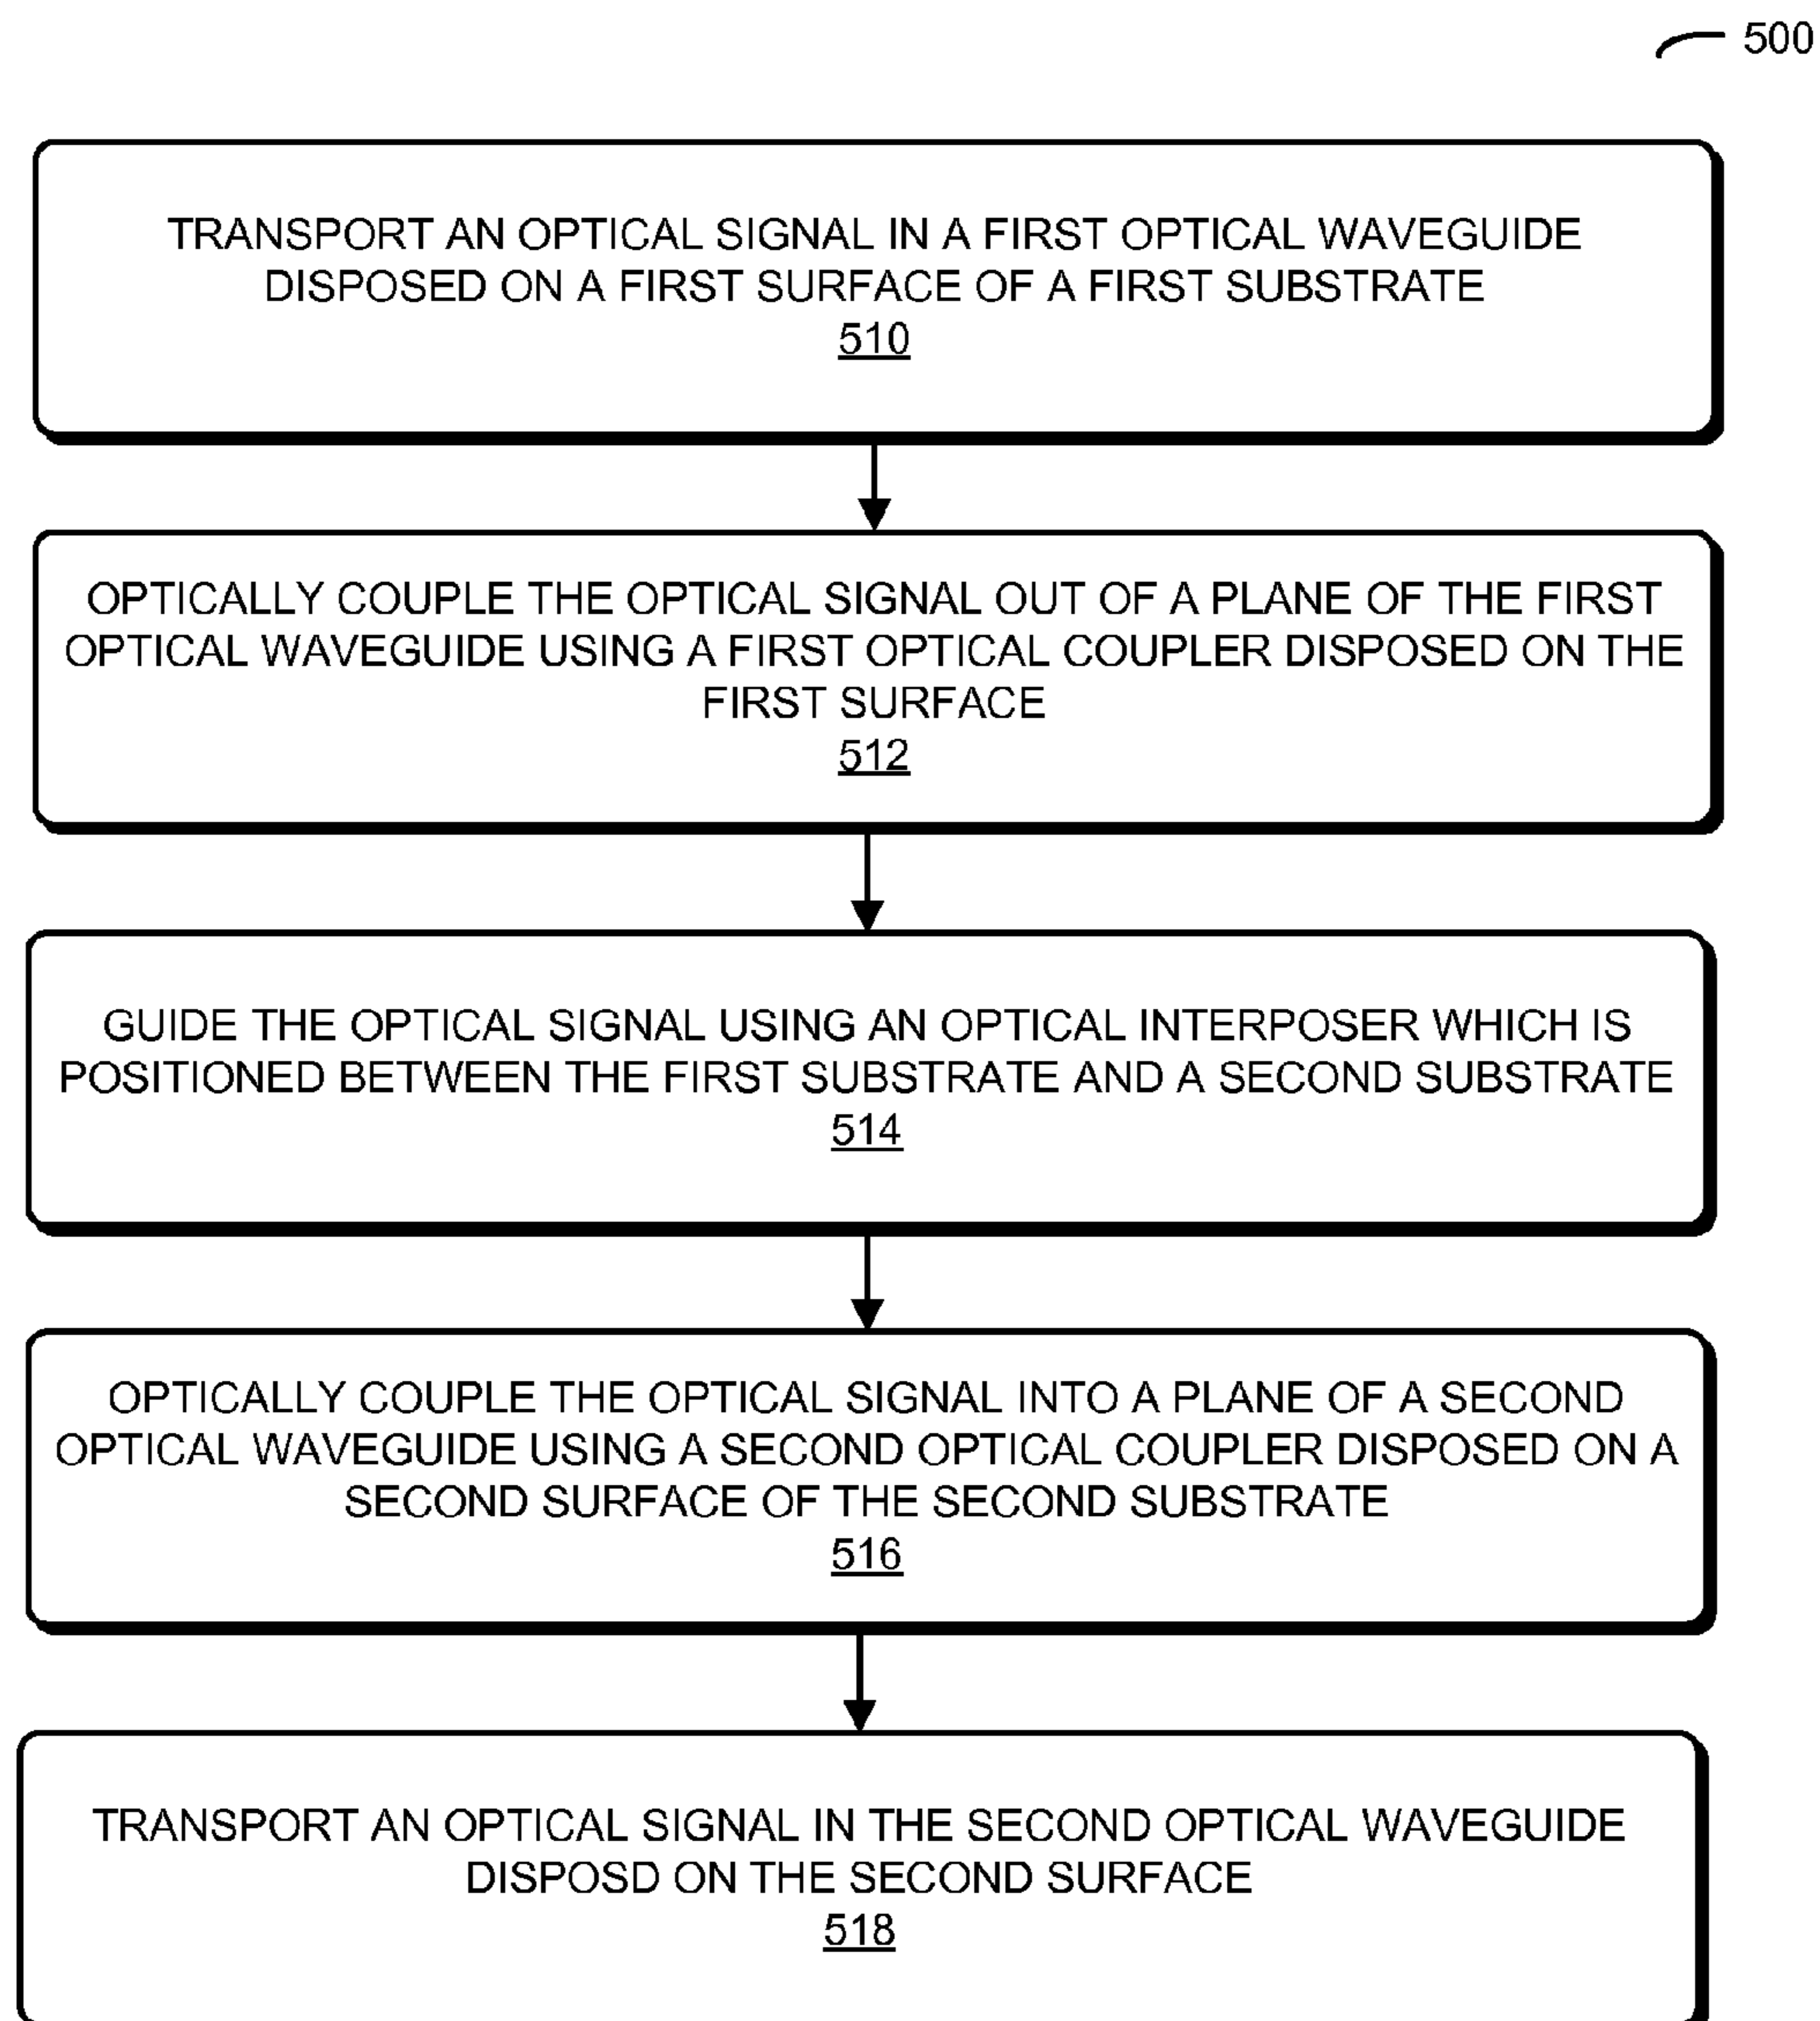 500
TRANSPORT AN OPTICAL SIGNAL IN A FIRST OPTICAL WAVEGUIDE
DISPOSED ON A FIRST SURFACE OF A FIRST SUBSTRATE
510
OPTICALLY COUPLE THE OPTICAL SIGNAL OUT OF A PLANE OF THE FIRST
OPTICAL WAVEGUIDE USING A FIRST OPTICAL COUPLER DISPOSED ON THE
FIRST SURFACE
512
GUIDE THE OPTICAL SIGNAL USING AN OPTICAL INTERPOSER WHICH IS
POSITIONED BETWEEN THE FIRST SUBSTRATE AND A SECOND SUBSTRATE
514
OPTICALLY COUPLE THE OPTICAL SIGNAL INTO A PLANE OF A SECOND
OPTICAL WAVEGUIDE USING A SECOND OPTICAL COUPLER DISPOSED ON A
SECOND SURFACE OF THE SECOND SUBSTRATE
516
TRANSPORT AN OPTICAL SIGNAL IN THE SECOND OPTICAL WAVEGUIDE
DISPOSD ON THE SECOND SURFACE
518